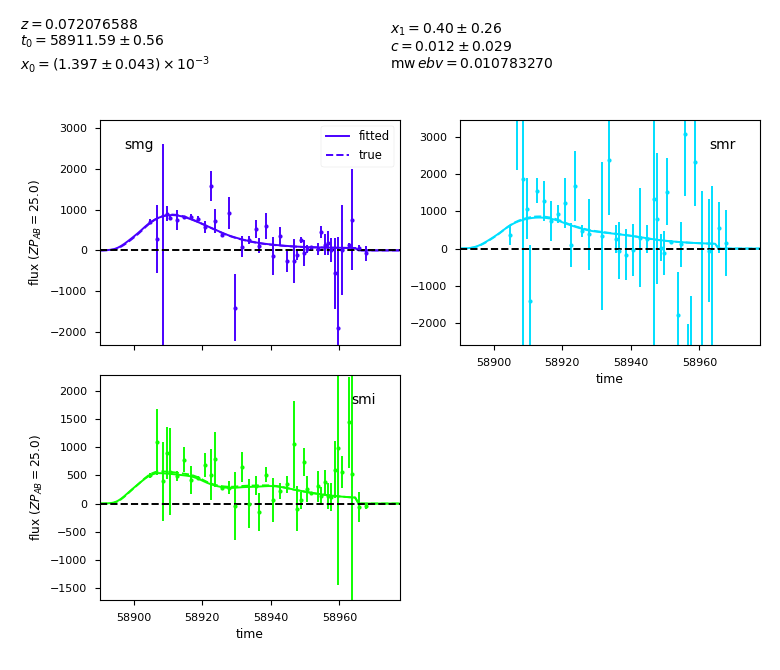 z = 0.072076588
t₀ = 58911.59 ± 0.56
x₀ = (1.397 ± 0.043) × 10⁻³
x₁ = 0.40 ± 0.26
c = 0.012 ± 0.029
mw ebv = 0.010783270
smg
fitted
true
3000
2000
1000
0
−1000
−2000
flux (ZP_AB = 25.0)
smr
3000
2000
1000
0
−1000
−2000
58900 58920 58940 58960
time
smi
2000
1500
1000
500
0
−500
−1000
−1500
flux (ZP_AB = 25.0)
58900 58920 58940 58960
time